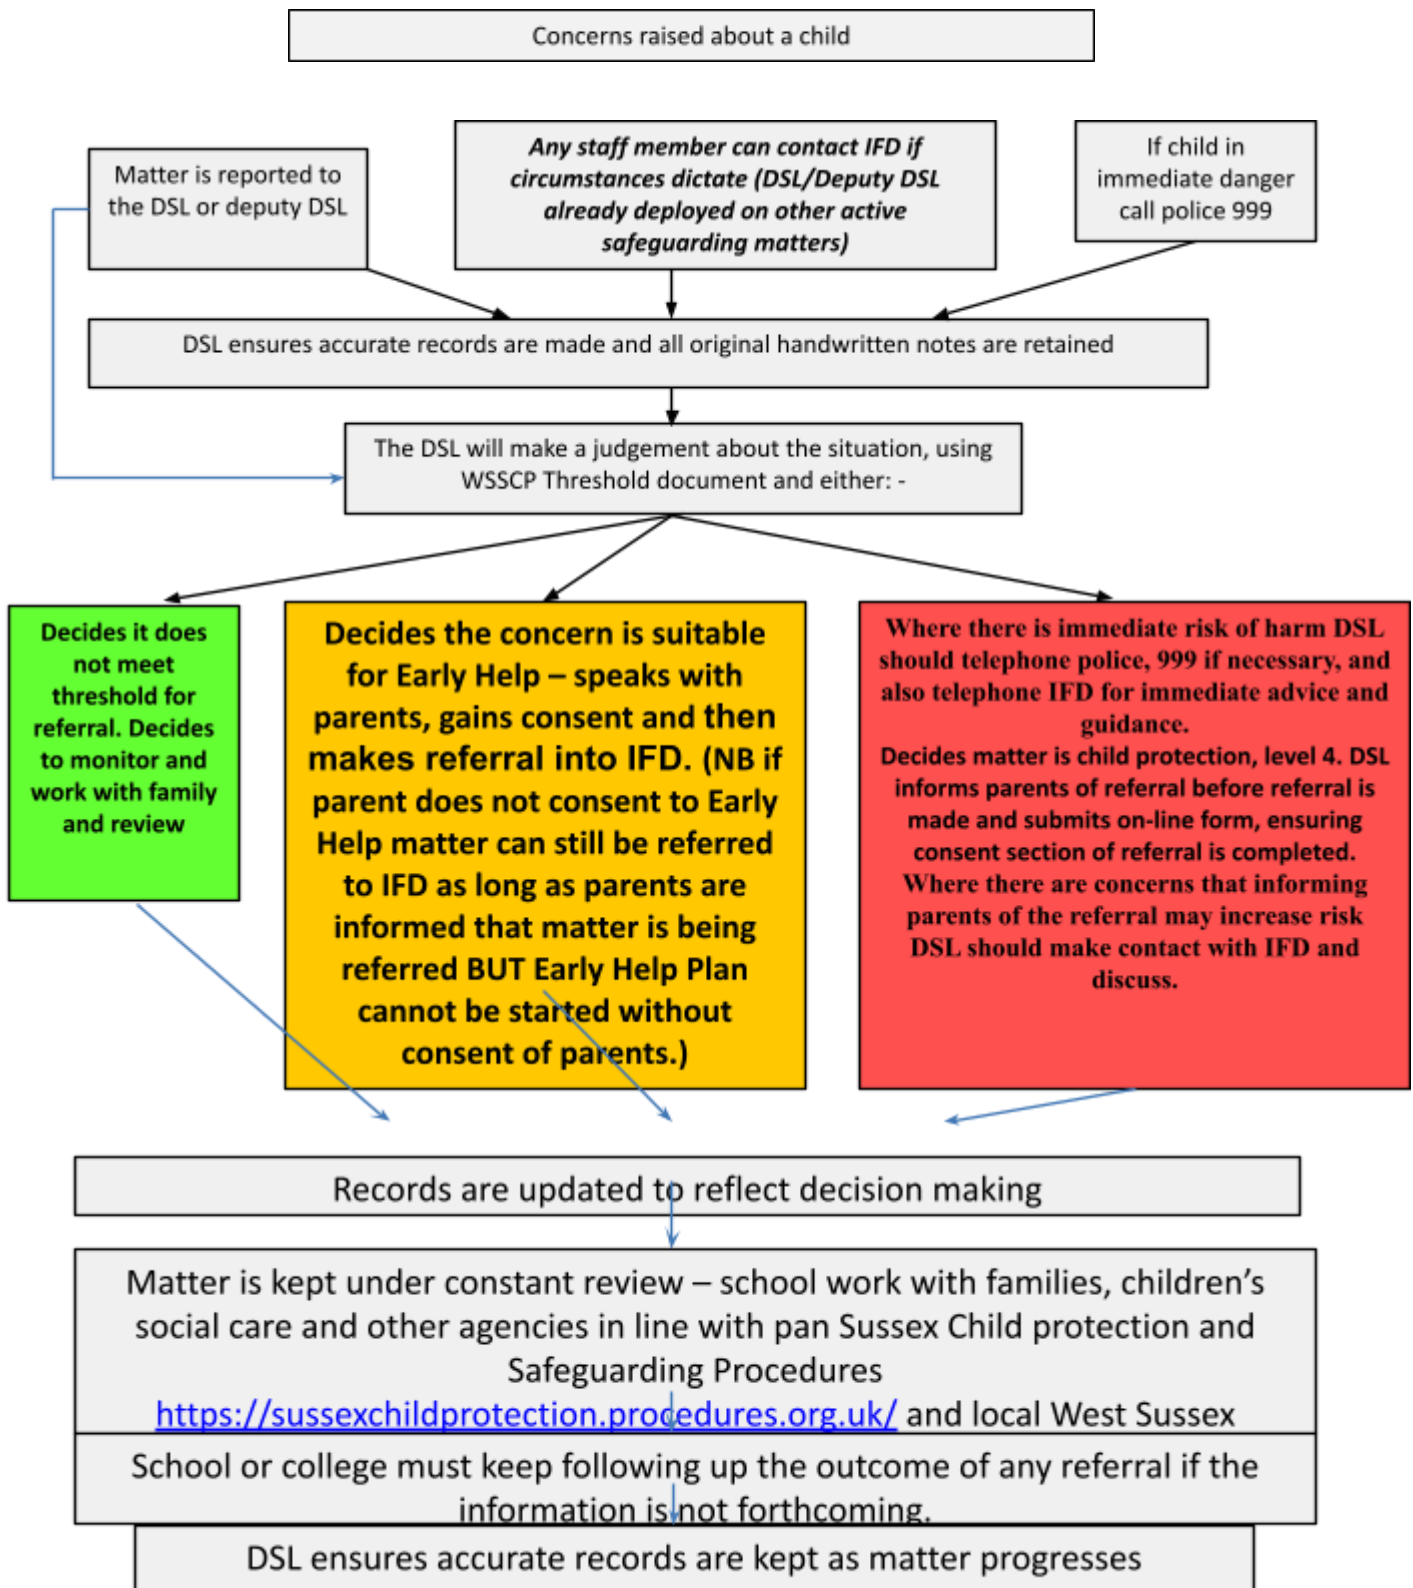 Concerns raised about a child
Matter is reported to
the DSL or deputy DSL
Any staff member can contact IFD if
circumstances dictate (DSL/Deputy DSL
already deployed on other active
safeguarding matters)
If child in
immediate danger
call police 999
DSL ensures accurate records are made and all original handwritten notes are retained
The DSL will make a judgement about the situation, using
WSSCP Threshold document and either: -
Decides it does
not meet
threshold for
referral. Decides
to monitor and
work with family
and review
Decides the concern is suitable
for Early Help – speaks with
parents, gains consent and then
makes referral into IFD. (NB if
parent does not consent to Early
Help matter can still be referred
to IFD as long as parents are
informed that matter is being
referred BUT Early Help Plan
cannot be started without
consent of parents.)
Where there is immediate risk of harm DSL
should telephone police, 999 if necessary, and
also telephone IFD for immediate advice and
guidance.
Decides matter is child protection, level 4. DSL
informs parents of referral before referral is
made and submits on-line form, ensuring
consent section of referral is completed.
Where there are concerns that informing
parents of the referral may increase risk
DSL should make contact with IFD and
discuss.
Records are updated to reflect decision making
Matter is kept under constant review – school work with families, children’s
social care and other agencies in line with pan Sussex Child protection and
Safeguarding Procedures
https://sussexchildprotection.procedures.org.uk/ and local West Sussex
School or college must keep following up the outcome of any referral if the
information is not forthcoming.
DSL ensures accurate records are kept as matter progresses